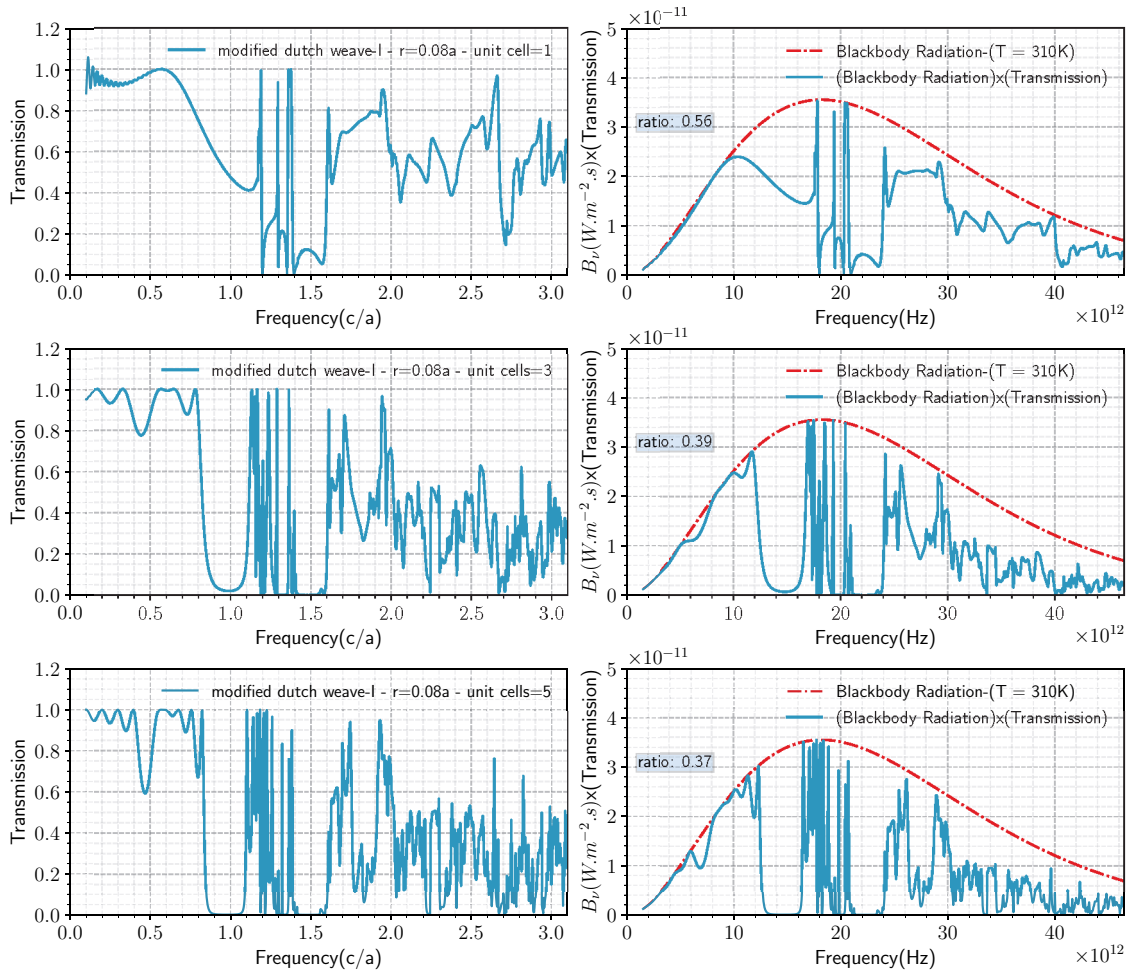 modified dutch weave-I - r=0.08a - unit cell=1
Transmission
1.2
1.0
0.8
0.6
0.4
0.2
0.0
0.0 0.5 1.0 1.5 2.0 2.5 3.0
Frequency(c/a)
×10⁻¹¹
Blackbody Radiation-(T = 310K)
(Blackbody Radiation)x(Transmission)
ratio: 0.56
B_ν(W.m⁻².s)x(Transmission)
5
4
3
2
1
0
0 10 20 30 40
Frequency(Hz)
×10¹²
modified dutch weave-I - r=0.08a - unit cells=3
Transmission
1.2
1.0
0.8
0.6
0.4
0.2
0.0
0.0 0.5 1.0 1.5 2.0 2.5 3.0
Frequency(c/a)
×10⁻¹¹
Blackbody Radiation-(T = 310K)
(Blackbody Radiation)x(Transmission)
ratio: 0.39
B_ν(W.m⁻².s)x(Transmission)
5
4
3
2
1
0
0 10 20 30 40
Frequency(Hz)
×10¹²
modified dutch weave-I - r=0.08a - unit cells=5
Transmission
1.2
1.0
0.8
0.6
0.4
0.2
0.0
0.0 0.5 1.0 1.5 2.0 2.5 3.0
Frequency(c/a)
×10⁻¹¹
Blackbody Radiation-(T = 310K)
(Blackbody Radiation)x(Transmission)
ratio: 0.37
B_ν(W.m⁻².s)x(Transmission)
5
4
3
2
1
0
0 10 20 30 40
Frequency(Hz)
×10¹²